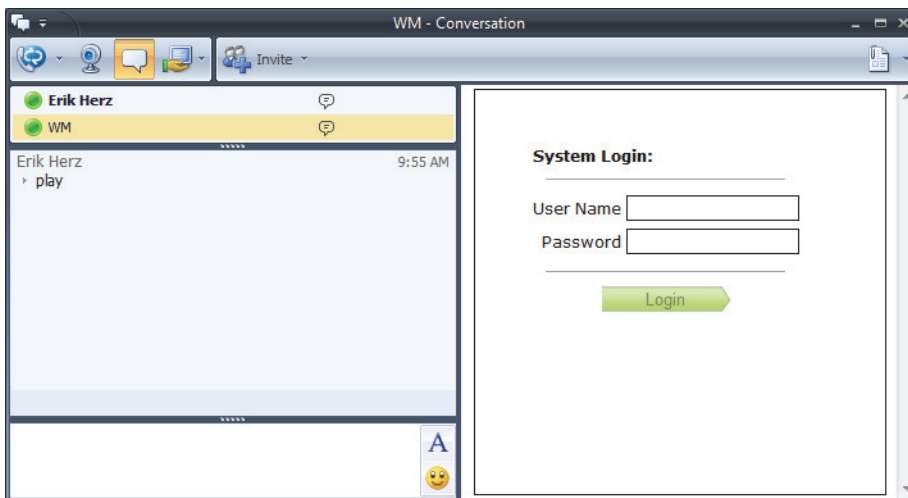 WM - Conversation
Invite
Erik Herz
WM
Erik Herz 9:55 AM
play
A
System Login:
User Name
Password
Login